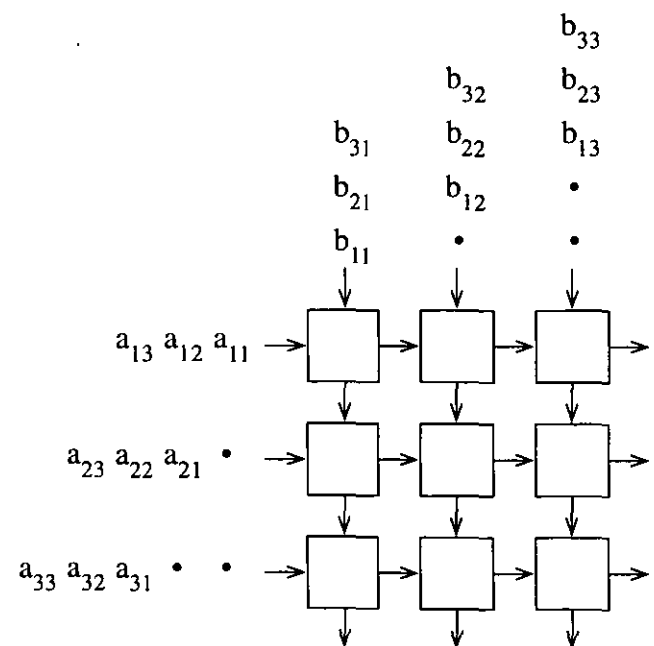 b33
b32 b23
b31 b22 b13
b21 b12 •
b11 • •
a13 a12 a11
a23 a22 a21 •
a33 a32 a31 • •